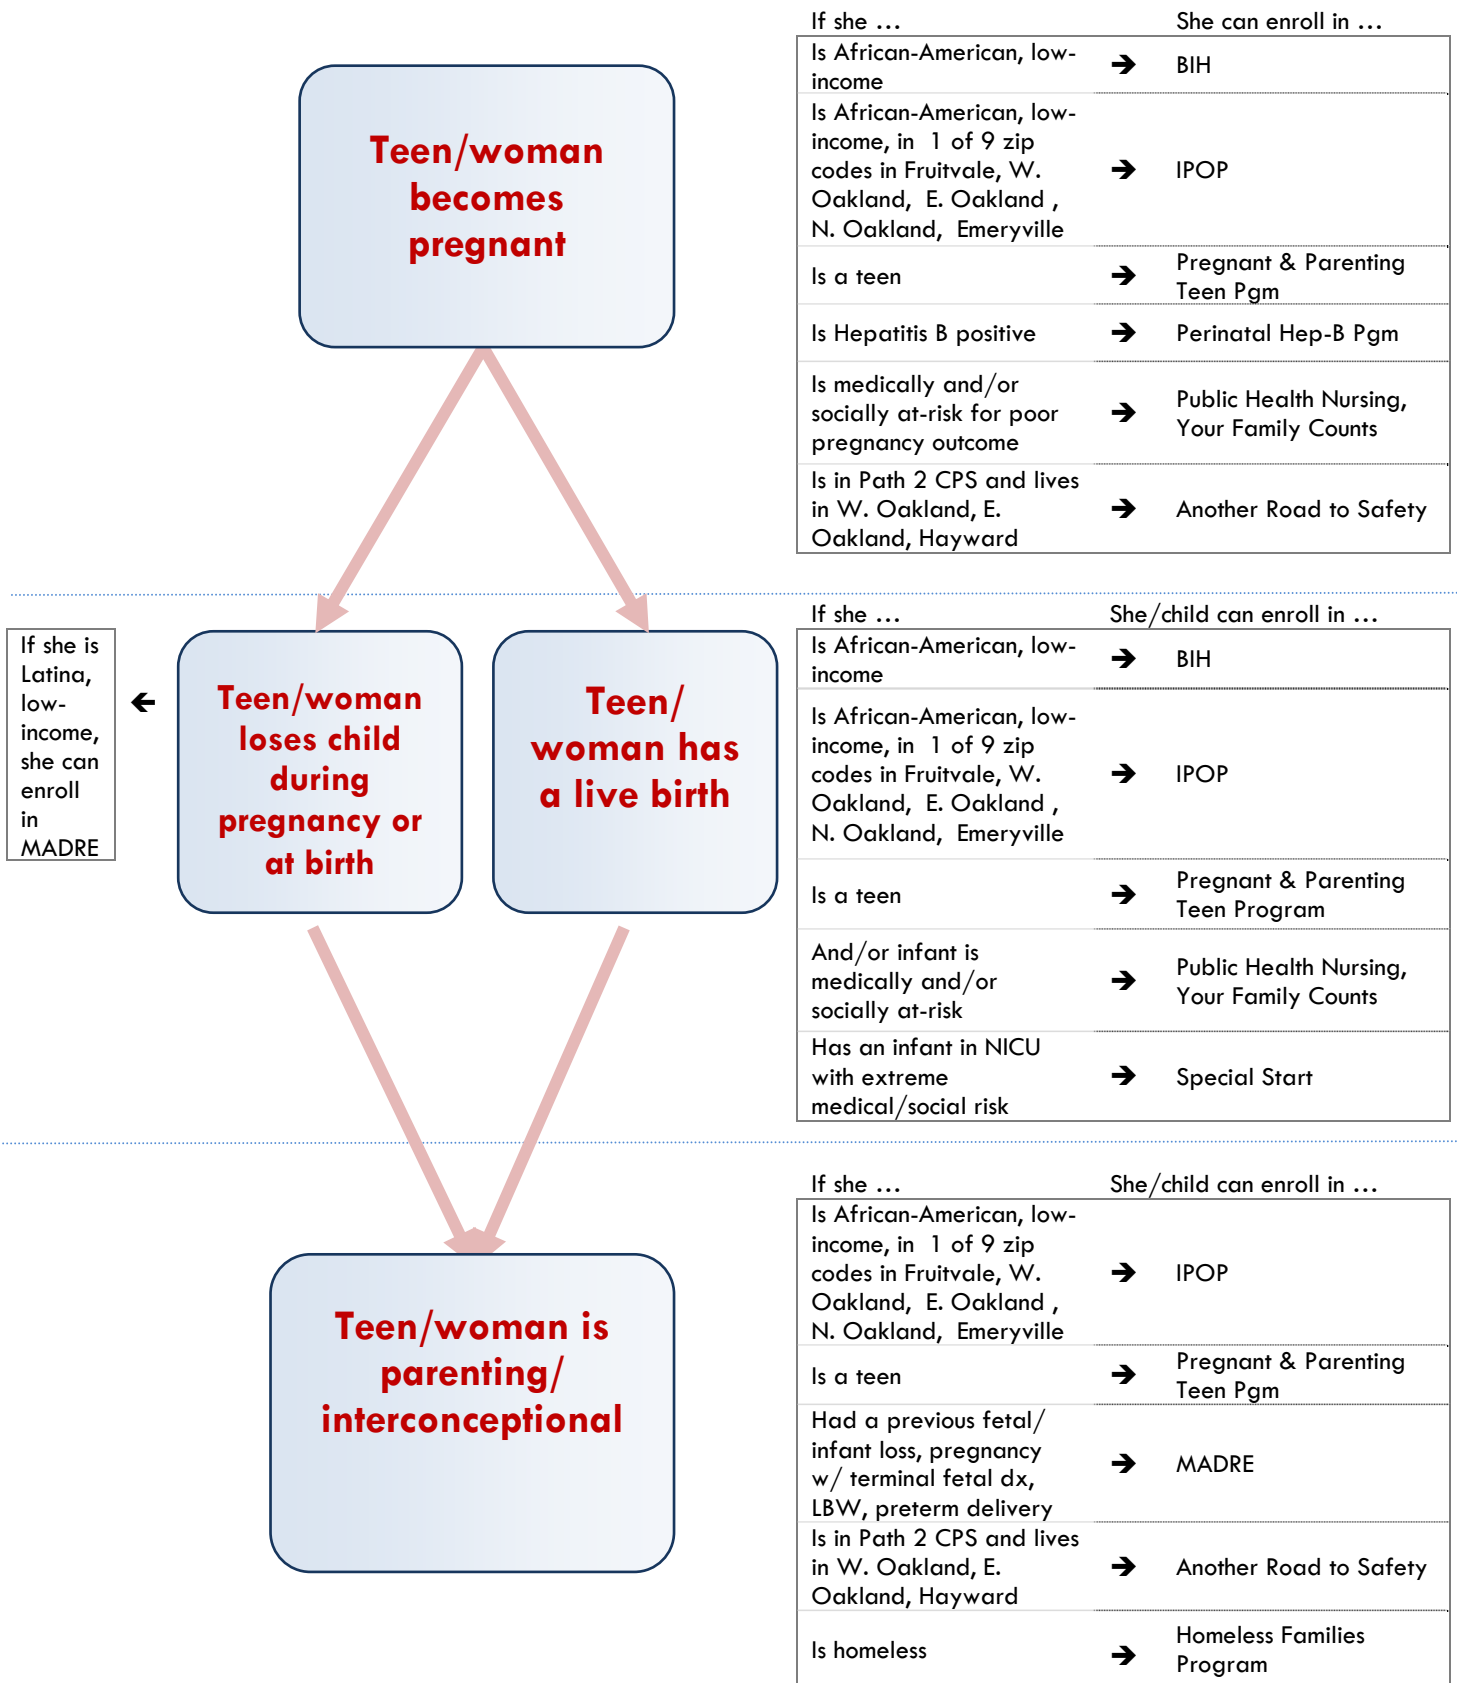 If she ...
She can enroll in ...
Teen/woman
becomes
pregnant
Is African-American, low-
income
➔
BIH
Is African-American, low-
income, in 1 of 9 zip
codes in Fruitvale, W.
Oakland, E. Oakland ,
N. Oakland, Emeryville
➔
IPOP
Is a teen
➔
Pregnant & Parenting
Teen Pgm
Is Hepatitis B positive
➔
Perinatal Hep-B Pgm
Is medically and/or
socially at-risk for poor
pregnancy outcome
➔
Public Health Nursing,
Your Family Counts
Is in Path 2 CPS and lives
in W. Oakland, E.
Oakland, Hayward
➔
Another Road to Safety
If she is
Latina,
low-
income,
she can
enroll
in
MADRE
Teen/woman
loses child
during
pregnancy or
at birth
Teen/
woman has
a live birth
If she ...
She/child can enroll in ...
Is African-American, low-
income
➔
BIH
Is African-American, low-
income, in 1 of 9 zip
codes in Fruitvale, W.
Oakland, E. Oakland ,
N. Oakland, Emeryville
➔
IPOP
Is a teen
➔
Pregnant & Parenting
Teen Program
And/or infant is
medically and/or
socially at-risk
➔
Public Health Nursing,
Your Family Counts
Has an infant in NICU
with extreme
medical/social risk
➔
Special Start
Teen/woman is
parenting/
interconceptional
If she ...
She/child can enroll in ...
Is African-American, low-
income, in 1 of 9 zip
codes in Fruitvale, W.
Oakland, E. Oakland ,
N. Oakland, Emeryville
➔
IPOP
Is a teen
➔
Pregnant & Parenting
Teen Pgm
Had a previous fetal/
infant loss, pregnancy
w/ terminal fetal dx,
LBW, preterm delivery
➔
MADRE
Is in Path 2 CPS and lives
in W. Oakland, E.
Oakland, Hayward
➔
Another Road to Safety
Is homeless
➔
Homeless Families
Program